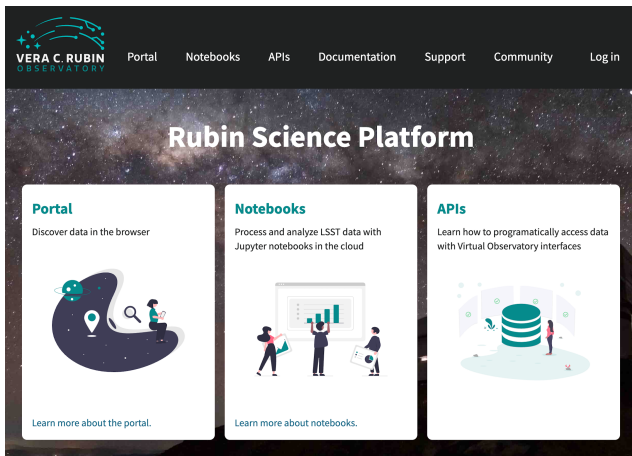 VERA C. RUBIN
OBSERVATORY
Portal
Notebooks
APIs
Documentation
Support
Community
Log in
Rubin Science Platform
Portal
Discover data in the browser
Learn more about the portal.
Notebooks
Process and analyze LSST data with
Jupyter notebooks in the cloud
Learn more about notebooks.
APIs
Learn how to programatically access data
with Virtual Observatory interfaces